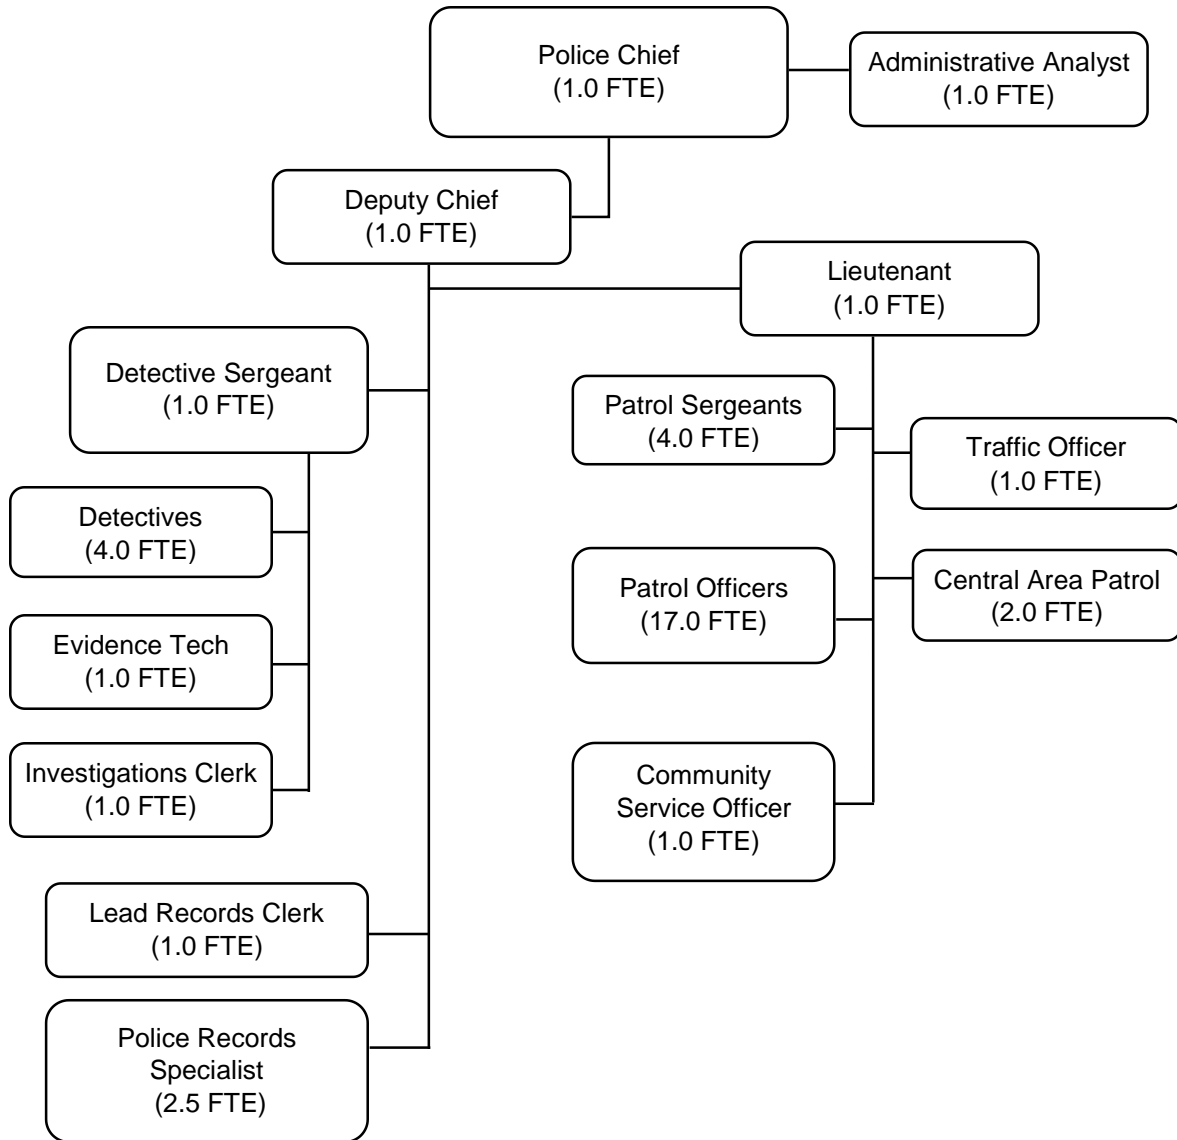 Police Chief
(1.0 FTE)
Administrative Analyst
(1.0 FTE)
Deputy Chief
(1.0 FTE)
Lieutenant
(1.0 FTE)
Detective Sergeant
(1.0 FTE)
Patrol Sergeants
(4.0 FTE)
Traffic Officer
(1.0 FTE)
Detectives
(4.0 FTE)
Patrol Officers
(17.0 FTE)
Central Area Patrol
(2.0 FTE)
Evidence Tech
(1.0 FTE)
Investigations Clerk
(1.0 FTE)
Community
Service Officer
(1.0 FTE)
Lead Records Clerk
(1.0 FTE)
Police Records
Specialist
(2.5 FTE)